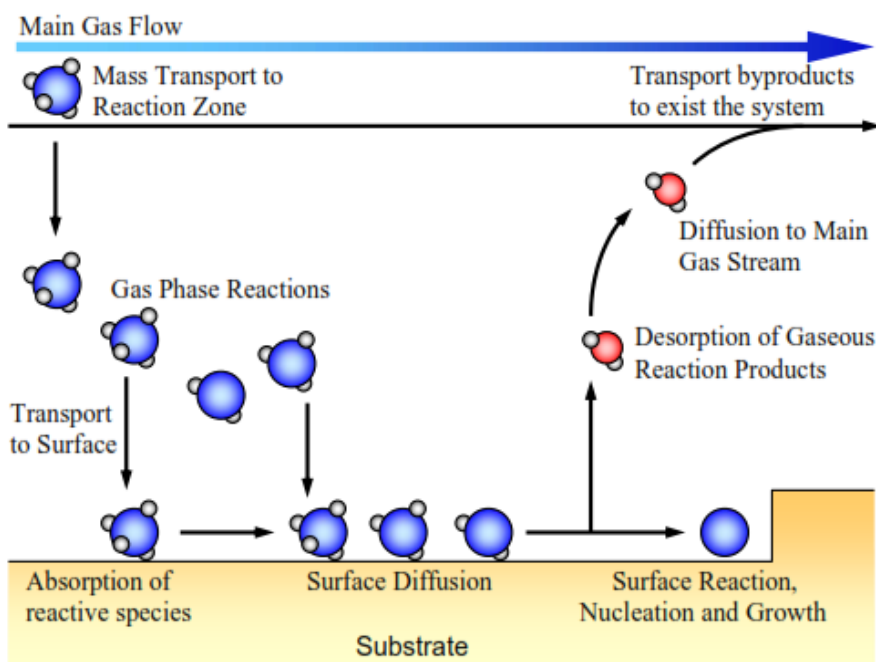 Main Gas Flow
Mass Transport to
Reaction Zone
Transport byproducts
to exist the system
Diffusion to Main
Gas Stream
Gas Phase Reactions
Desorption of Gaseous
Reaction Products
Transport
to Surface
Absorption of
reactive species
Surface Diffusion
Surface Reaction,
Nucleation and Growth
Substrate